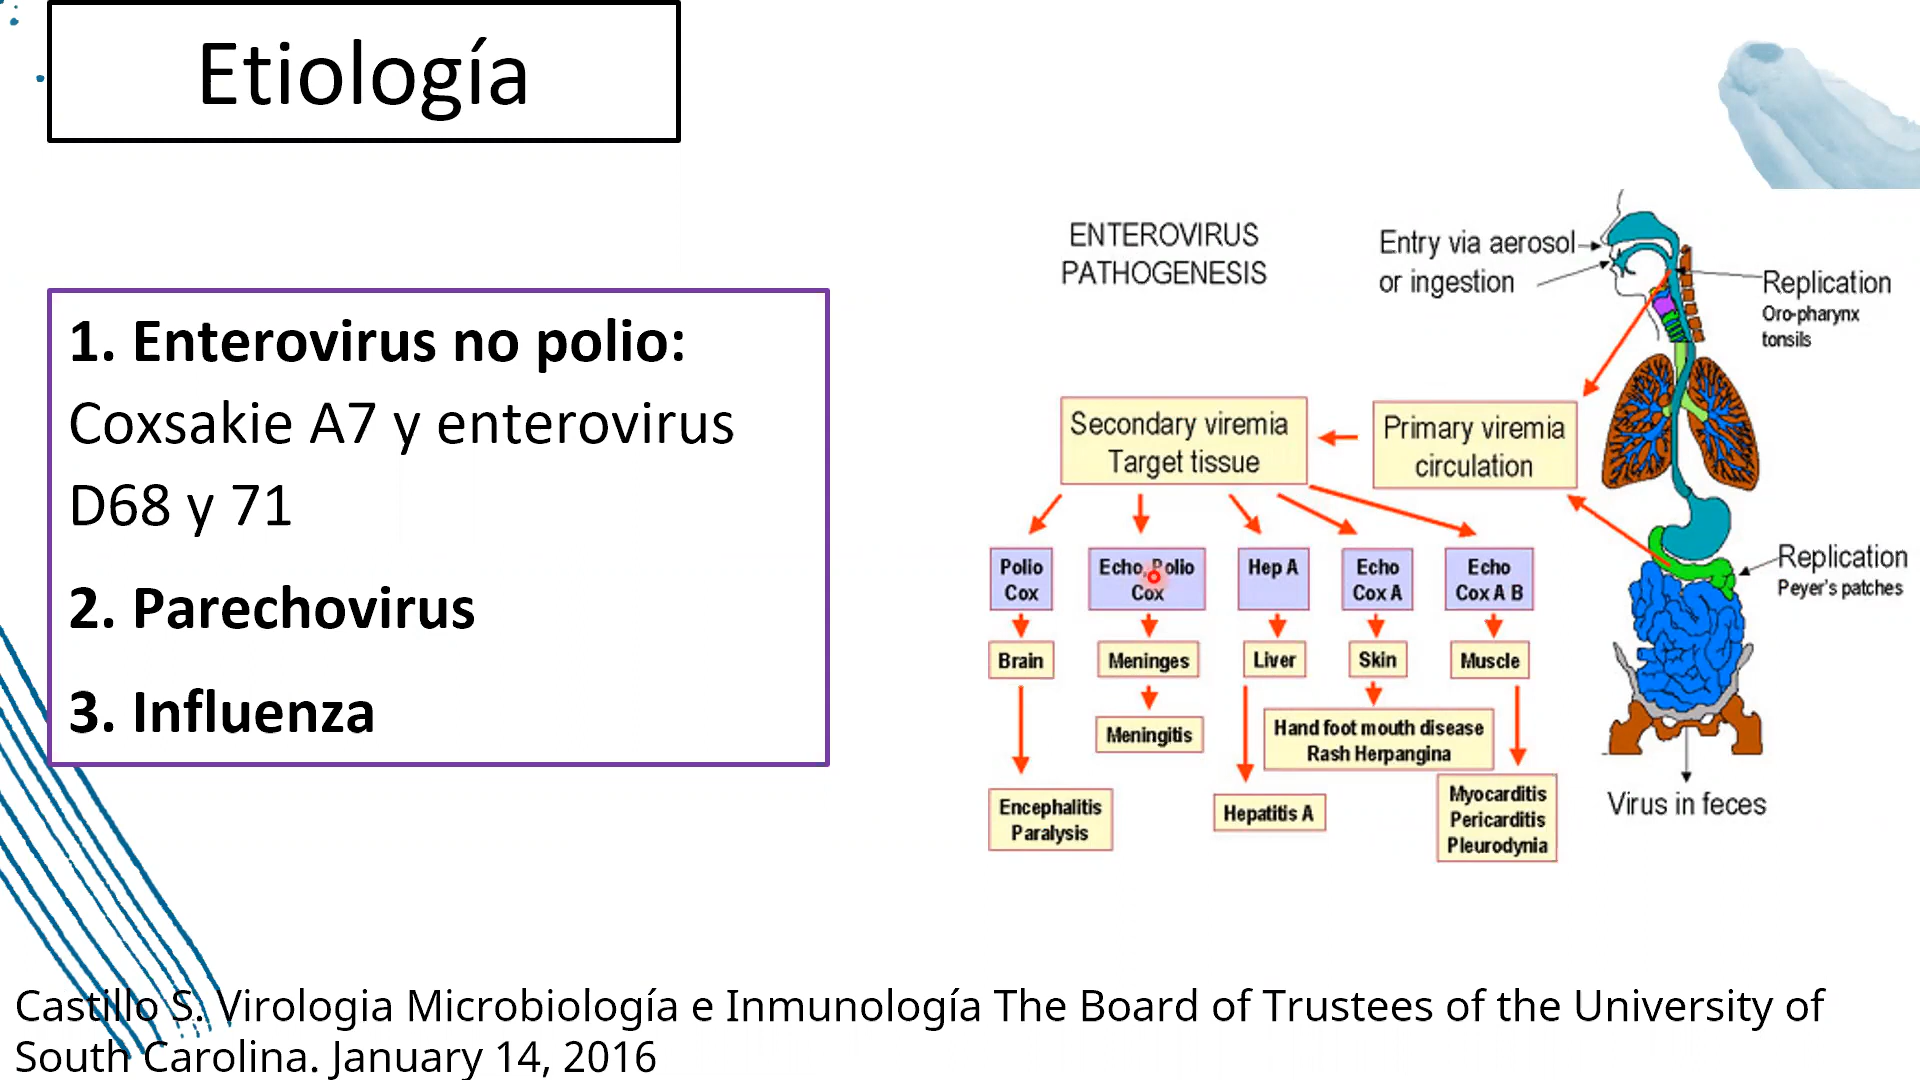 Etiología
1. Enterovirus no polio:
Coxsakie A7 y enterovirus
D68 y 71
2. Parechovirus
3. Influenza
ENTEROVIRUS
PATHOGENESIS
Entry via aerosol
or ingestion
Replication
Oro-pharynx
tonsils
Secondary viremia
Target tissue
Primary viremia
circulation
Polio
Cox
Echo, Polio
Cox
Hep A
Echo
Cox A
Echo
Cox A B
Replication
Peyer's patches
Brain
Meninges
Liver
Skin
Muscle
Meningitis
Hand foot mouth disease
Rash Herpangina
Encephalitis
Paralysis
Hepatitis A
Myocarditis
Pericarditis
Pleurodynia
Virus in feces
Castillo S. Virologia Microbiología e Inmunología The Board of Trustees of the University of
South Carolina. January 14, 2016